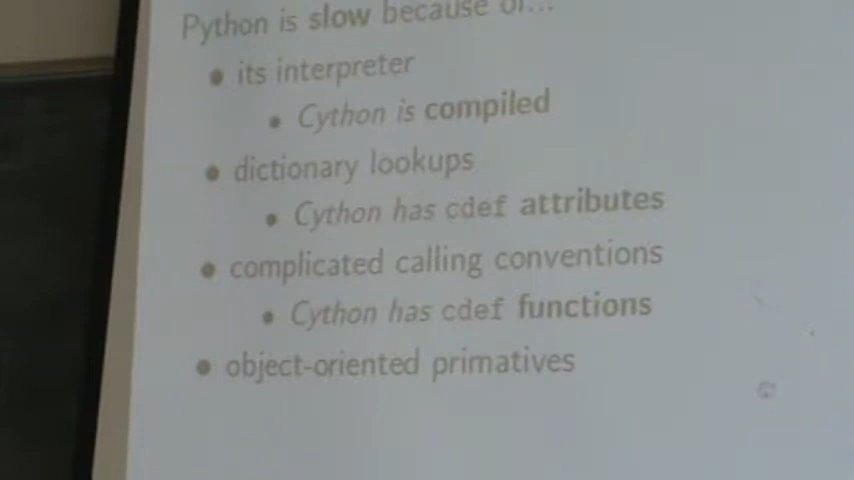 Python is slow because of...
• its interpreter
• Cython is compiled
• dictionary lookups
• Cython has cdef attributes
• complicated calling conventions
• Cython has cdef functions
• object-oriented primatives